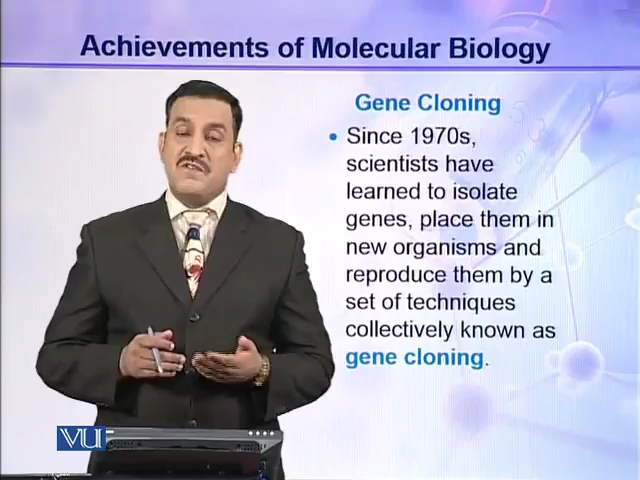 Achievements of Molecular Biology
Gene Cloning
• Since 1970s,
scientists have
learned to isolate
genes, place them in
new organisms and
reproduce them by a
set of techniques
collectively known as
gene cloning.
VU